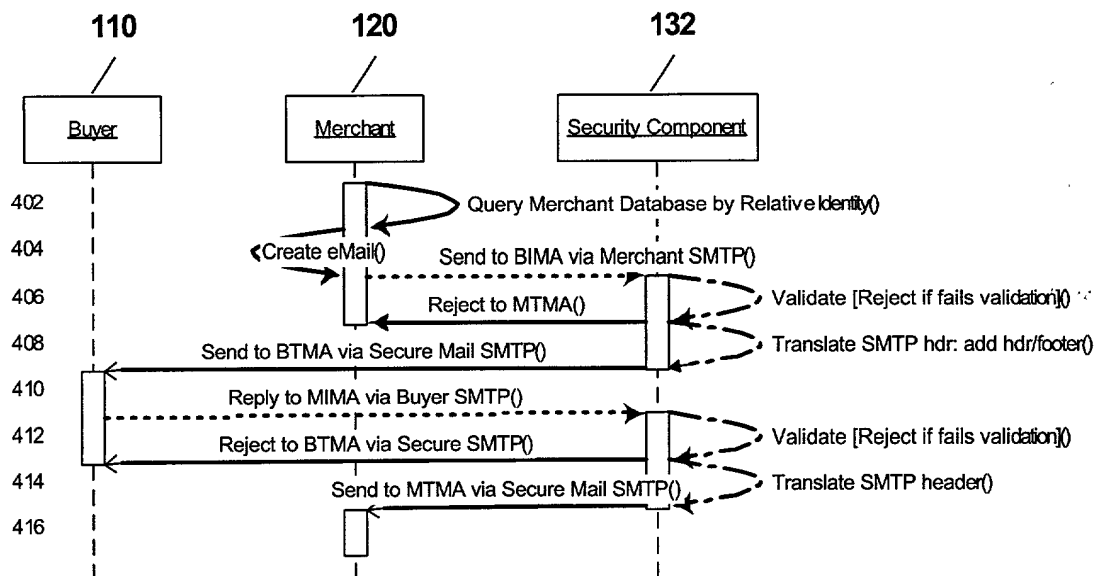 110 120 132
Buyer Merchant Security Component
402 Query Merchant Database by Relative Identity()
404 Create eMail() Send to BIMA via Merchant SMTP()
406 Reject to MTMA() Validate [Reject if fails validation]()
408 Send to BTMA via Secure Mail SMTP() Translate SMTP hdr: add hdr/footer()
410 Reply to MIMA via Buyer SMTP()
412 Reject to BTMA via Secure SMTP() Validate [Reject if fails validation]()
414 Send to MTMA via Secure Mail SMTP() Translate SMTP header()
416